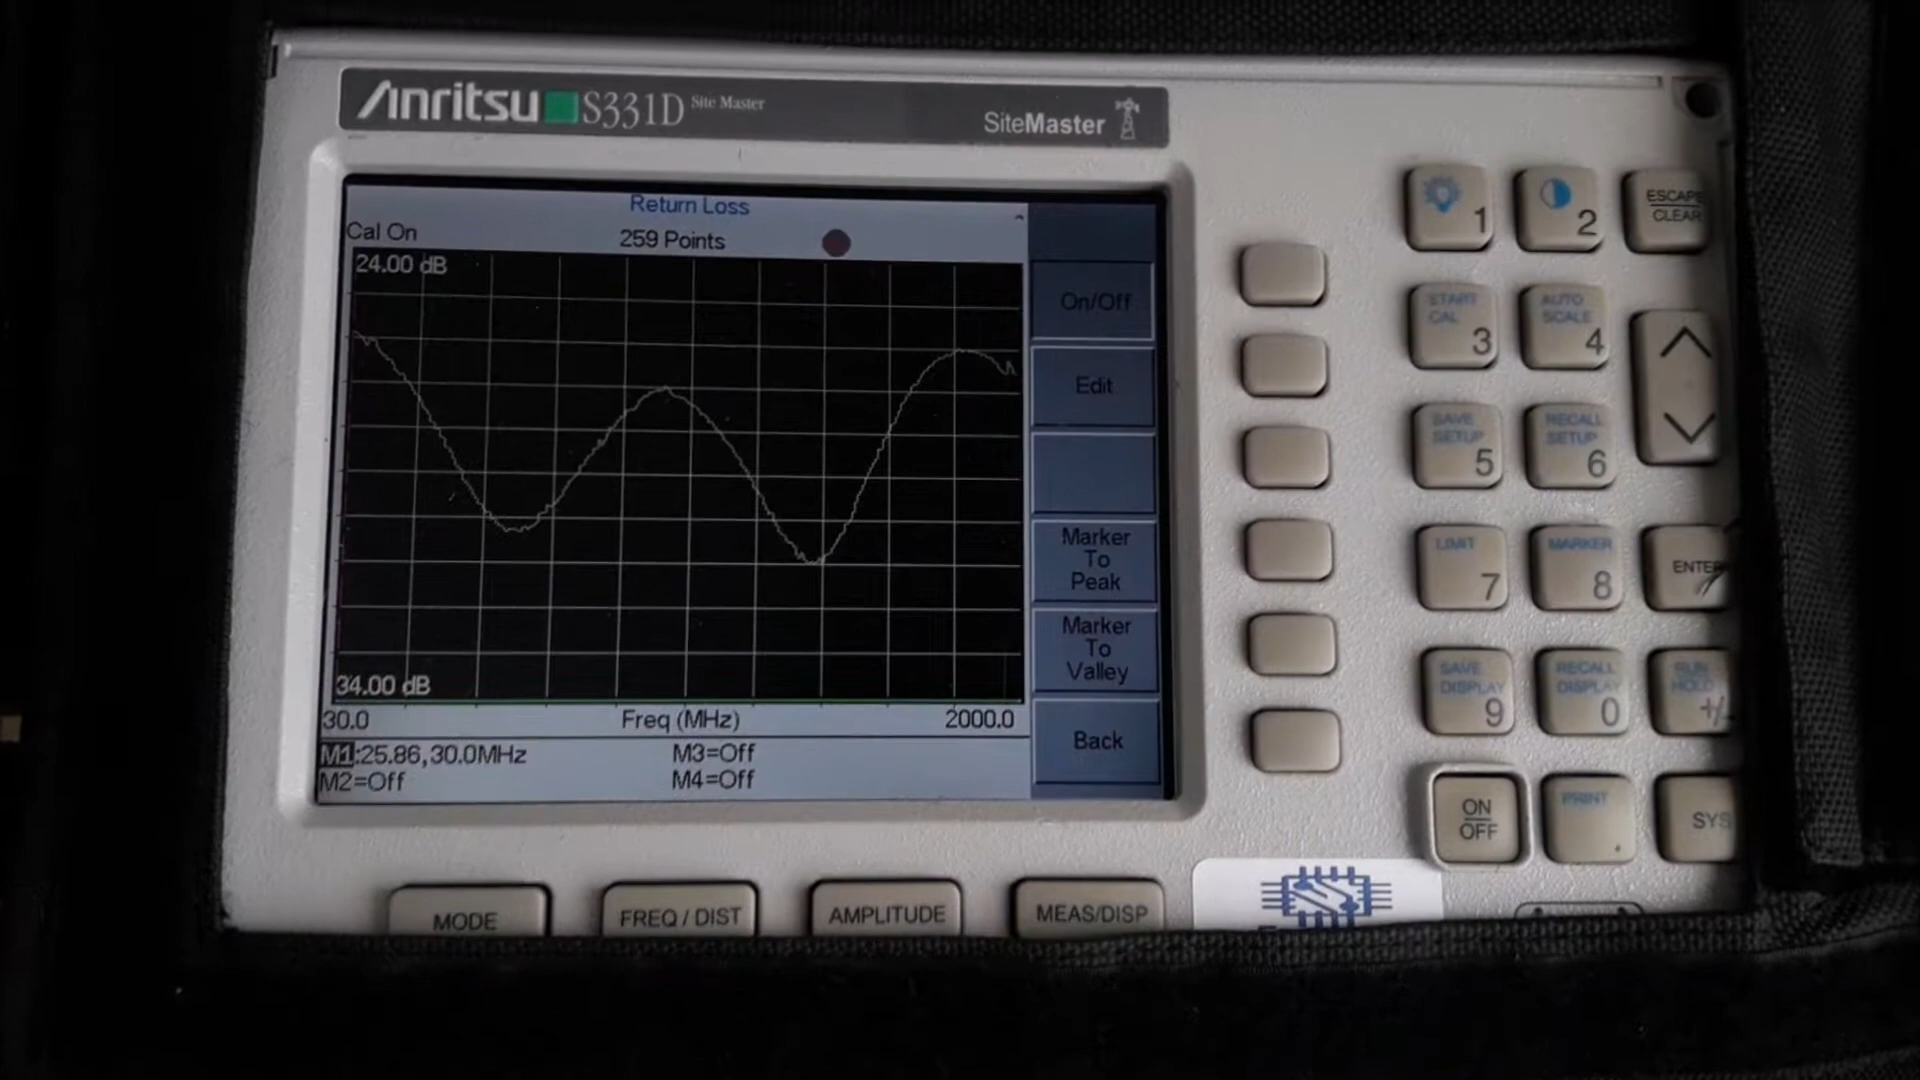 Anritsu S331D Site Master
SiteMaster
Return Loss
Cal On
259 Points
24.00 dB
34.00 dB
30.0
Freq (MHz)
2000.0
M1:25.86,30.0MHz
M2=Off
M3=Off
M4=Off
On/Off
Edit
Marker
To
Peak
Marker
To
Valley
Back
1
2
ESCAPE
CLEAR
START
CAL
3
AUTO
SCALE
4
SAVE
SETUP
5
RECALL
SETUP
6
LIMIT
7
MARKER
8
ENTER
SAVE
DISPLAY
9
RECALL
DISPLAY
0
RUN
HOLD
+/-
ON
OFF
PRINT
.
SYS
MODE
FREQ / DIST
AMPLITUDE
MEAS/DISP